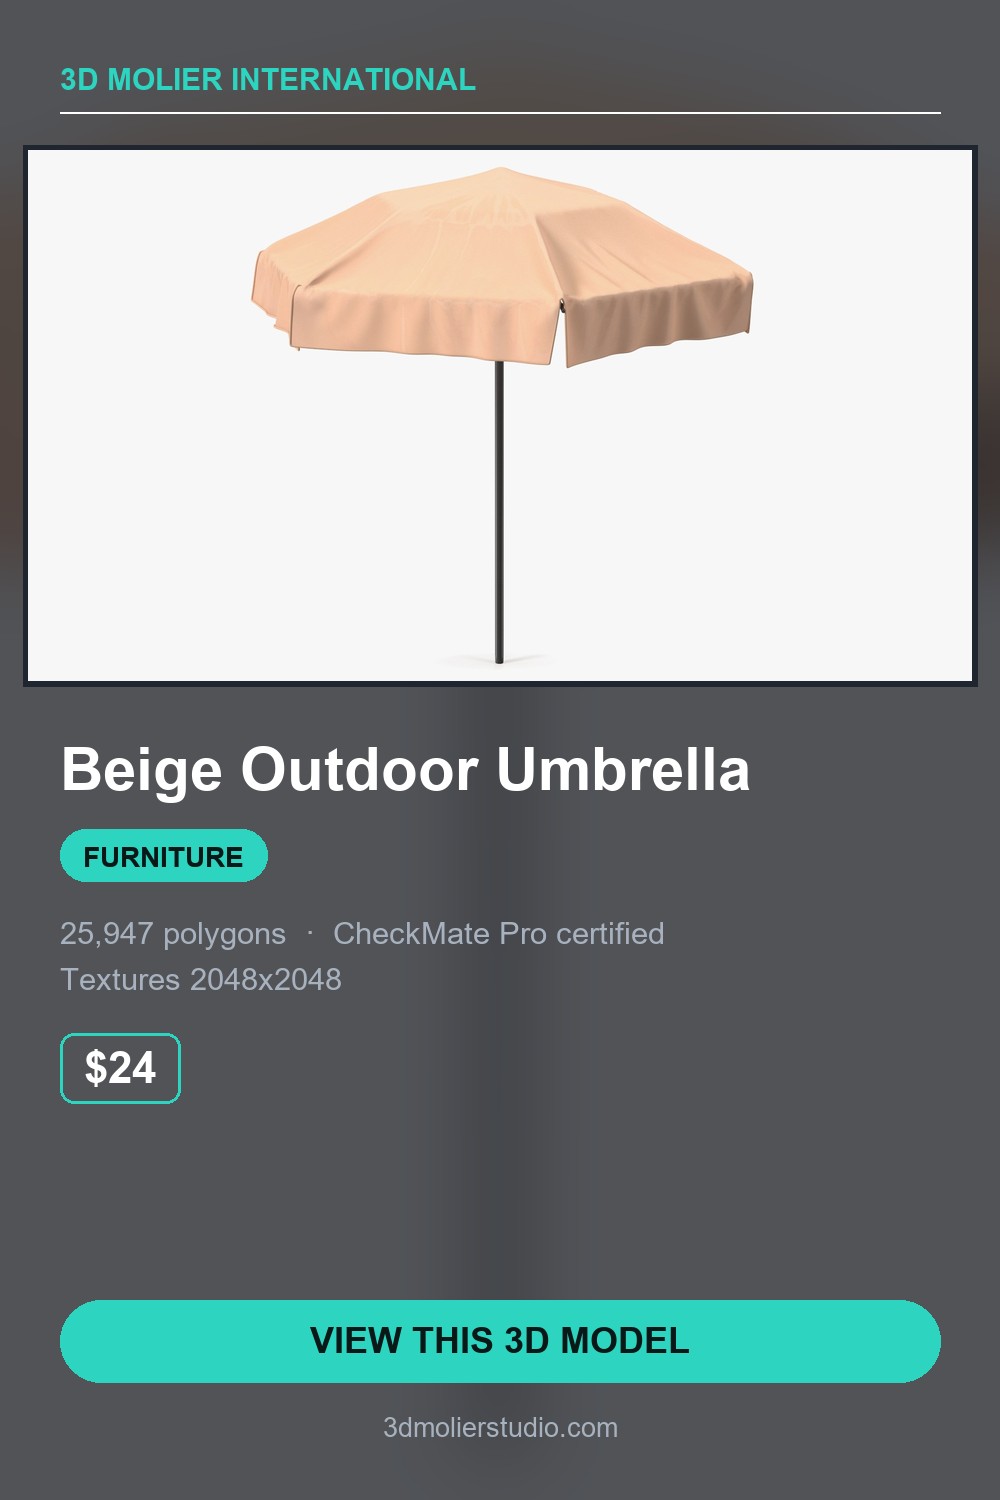 3D MOLIER INTERNATIONAL
Beige Outdoor Umbrella
FURNITURE
25,947 polygons · CheckMate Pro certified
Textures 2048x2048
$24
VIEW THIS 3D MODEL
3dmolierstudio.com